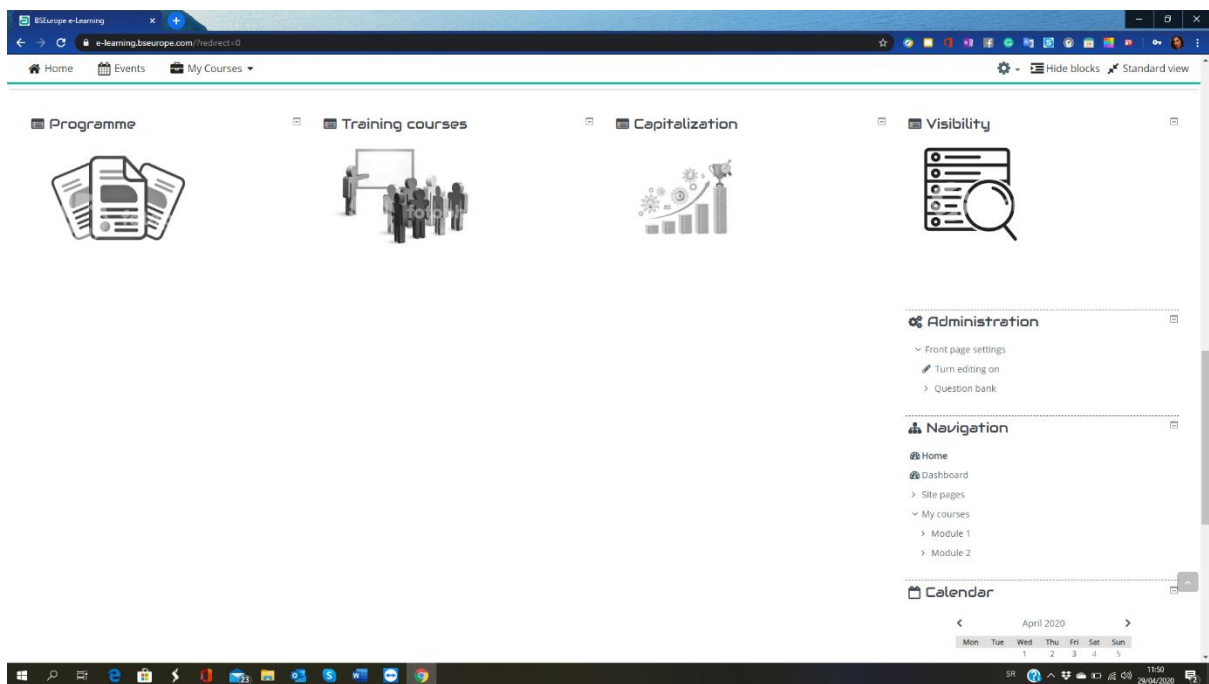 BSEurope e-Learning
e-learning.bseurope.com/?redirect=0
Home Events My Courses
Hide blocks Standard view
Programme
Training courses
Capitalization
Visibility
Administration
Front page settings
Turn editing on
Question bank
Navigation
Home
Dashboard
Site pages
My courses
Module 1
Module 2
Calendar
April 2020
Mon Tue Wed Thu Fri Sat Sun
1 2 3 4 5
23
SR
11:50
29/04/2020